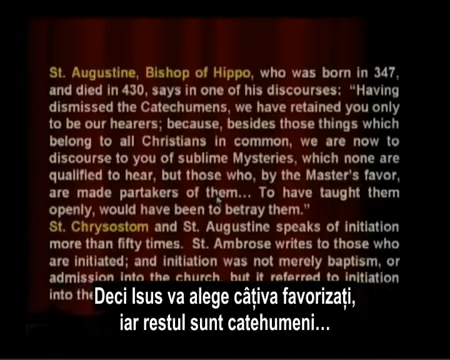 St. Augustine, Bishop of Hippo, who was born in 347,
and died in 430, says in one of his discourses: “Having
dismissed the Catechumens, we have retained you only
to be our hearers; because, besides those things which
belong to all Christians in common, we are now to
discourse to you of sublime Mysteries, which none are
qualified to hear, but those who, by the Master's favor,
are made partakers of them... To have taught them
openly, would have been to betray them.”
St. Chrysostom and St. Augustine speaks of initiation
more than fifty times. St. Ambrose writes to those who
are initiated; and initiation was not merely baptism, or
admission into the church, but it referred to initiation
into the
Deci Isus va alege câțiva favorizați,
iar restul sunt catehumeni…